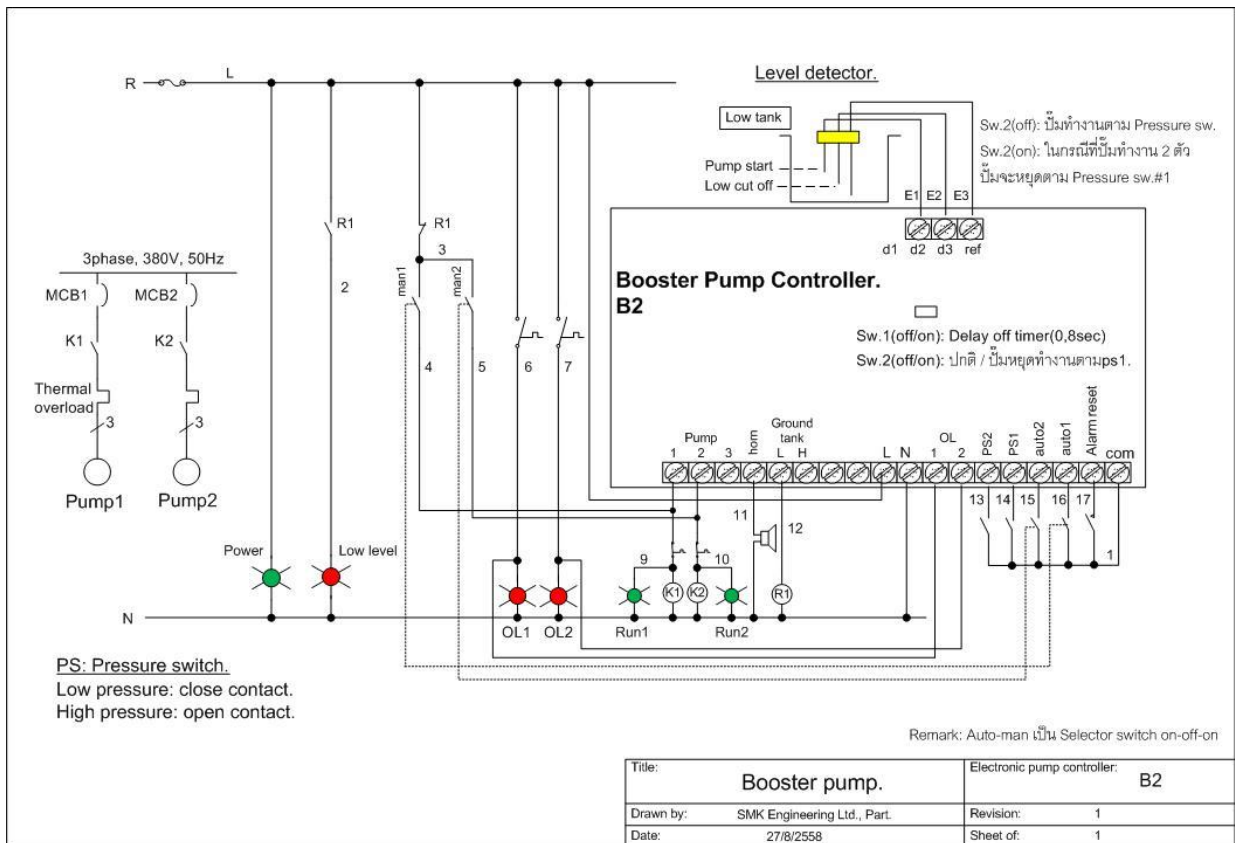 R
L
Level detector.
Low tank
Pump start
Low cut off
Sw.2(off): ปั๊มทำงานตาม Pressure sw.
Sw.2(on): ในกรณีที่ปั๊มทำงาน 2 ตัว
ปั๊มจะหยุดตาม Pressure sw.#1
E1 E2 E3
d1 d2 d3 ref
R1
R1
3
2
man1
man2
4
5
6
7
3phase, 380V, 50Hz
MCB1
MCB2
K1
K2
Thermal
overload
3
3
Pump1
Pump2
Booster Pump Controller.
B2
Sw.1(off/on): Delay off timer(0,8sec)
Sw.2(off/on): ปกติ / ปั๊มหยุดทำงานตามps1.
Pump
1 2 3
horn
Ground
tank
L H
L N
OL
1 2
PS2
PS1
auto2
auto1
Alarm reset
com
13 14 15 16 17
1
11
12
9
10
K1
K2
R1
Power
Low level
N
OL1
OL2
Run1
Run2
PS: Pressure switch.
Low pressure: close contact.
High pressure: open contact.
Remark: Auto-man เป็น Selector switch on-off-on
Title: Booster pump.
Electronic pump controller: B2
Drawn by: SMK Engineering Ltd., Part.
Revision: 1
Date: 27/8/2558
Sheet of: 1